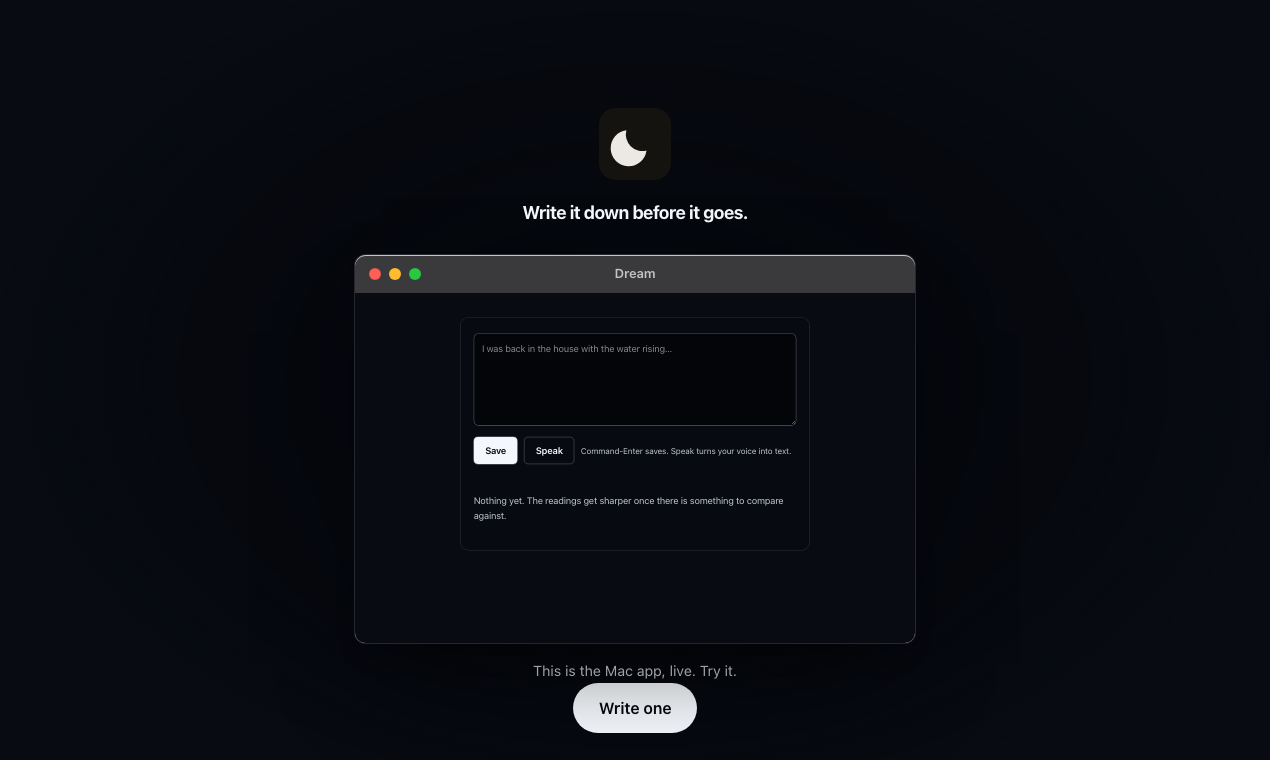 Write it down before it goes.
Dream
I was back in the house with the water rising...
Save
Speak
Command-Enter saves. Speak turns your voice into text.
Nothing yet. The readings get sharper once there is something to compare
against.
This is the Mac app, live. Try it.
Write one